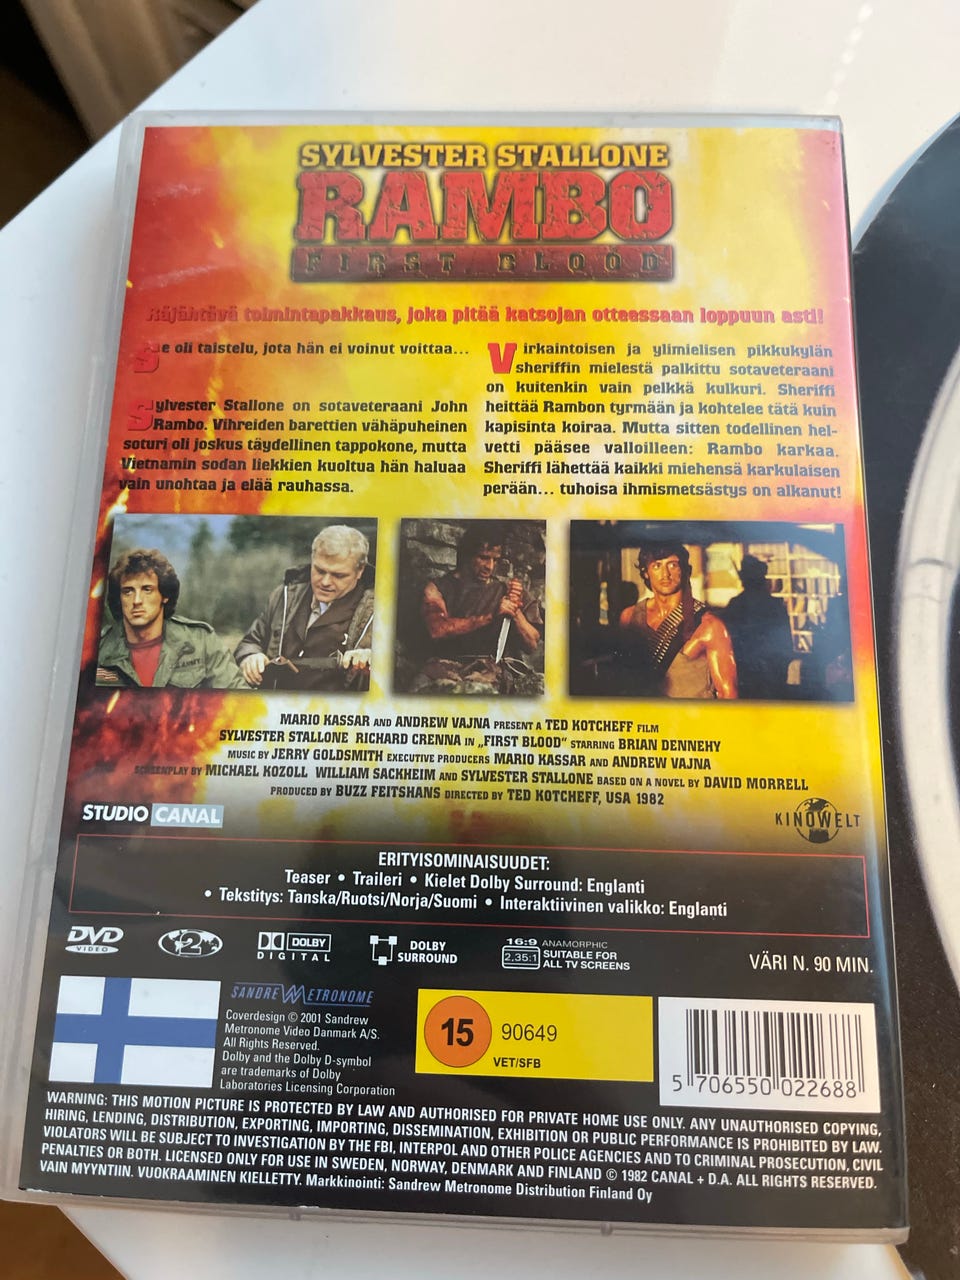 SYLVESTER STALLONE
RAMBO
FIRST BLOOD
Räjähtävä toimintapakkaus, joka pitää katsojan otteessaan loppuun asti!
Se oli taistelu, jota hän ei voinut voittaa...
Sylvester Stallone on sotaveteraani John
Rambo. Vihreiden barettien vähäpuheinen
soturi oli joskus täydellinen tappokone, mutta
Vietnamin sodan liekkien kuoltua hän haluaa
vain unohtaa ja elää rauhassa.
Virkaintoisen ja ylimielisen pikkukylän
sheriffin mielestä palkittu sotaveteraani
on kuitenkin vain pelkkä kulkuri. Sheriffi
heittää Rambon tyrmään ja kohtelee tätä kuin
kapisinta koiraa. Mutta sitten todellinen hel-
vetti pääsee valloilleen: Rambo karkaa.
Sheriffi lähettää kaikki miehensä karkulaisen
perään... tuhoisa ihmismetsästys on alkanut!
ARMY
MARIO KASSAR AND ANDREW VAJNA PRESENT A TED KOTCHEFF FILM
SYLVESTER STALLONE RICHARD CRENNA IN „FIRST BLOOD“ STARRING BRIAN DENNEHY
MUSIC BY JERRY GOLDSMITH EXECUTIVE PRODUCERS MARIO KASSAR AND ANDREW VAJNA
SCREENPLAY BY MICHAEL KOZOLL WILLIAM SACKHEIM AND SYLVESTER STALLONE BASED ON A NOVEL BY DAVID MORRELL
PRODUCED BY BUZZ FEITSHANS DIRECTED BY TED KOTCHEFF, USA 1982
STUDIO CANAL
KINOWELT
ERITYISOMINAISUUDET:
Teaser • Traileri • Kielet Dolby Surround: Englanti
• Tekstitys: Tanska/Ruotsi/Norja/Suomi • Interaktiivinen valikko: Englanti
DVD VIDEO
2
DOLBY DIGITAL
DOLBY SURROUND
16:9 ANAMORPHIC
2.35:1 SUITABLE FOR ALL TV SCREENS
VÄRI N. 90 MIN.
SANDREW METRONOME
Coverdesign © 2001 Sandrew
Metronome Video Danmark A/S.
All Rights Reserved.
Dolby and the Dolby D-symbol
are trademarks of Dolby
Laboratories Licensing Corporation
15
90649
VET/SFB
5 706550 022688
WARNING: THIS MOTION PICTURE IS PROTECTED BY LAW AND AUTHORISED FOR PRIVATE HOME USE ONLY. ANY UNAUTHORISED COPYING,
HIRING, LENDING, DISTRIBUTION, EXPORTING, IMPORTING, DISSEMINATION, EXHIBITION OR PUBLIC PERFORMANCE IS PROHIBITED BY LAW.
VIOLATORS WILL BE SUBJECT TO INVESTIGATION BY THE FBI, INTERPOL AND OTHER POLICE AGENCIES AND TO CRIMINAL PROSECUTION, CIVIL
PENALTIES OR BOTH. LICENSED ONLY FOR USE IN SWEDEN, NORWAY, DENMARK AND FINLAND © 1982 CANAL + D.A. ALL RIGHTS RESERVED.
VAIN MYYNTIIN. VUOKRAAMINEN KIELLETTY. Markkinointi: Sandrew Metronome Distribution Finland Oy